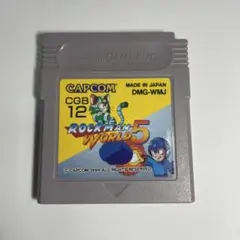 CAPCOM
MADE IN JAPAN
DMG-WMJ
CGB
12
ROCKMAN
WORLD 5